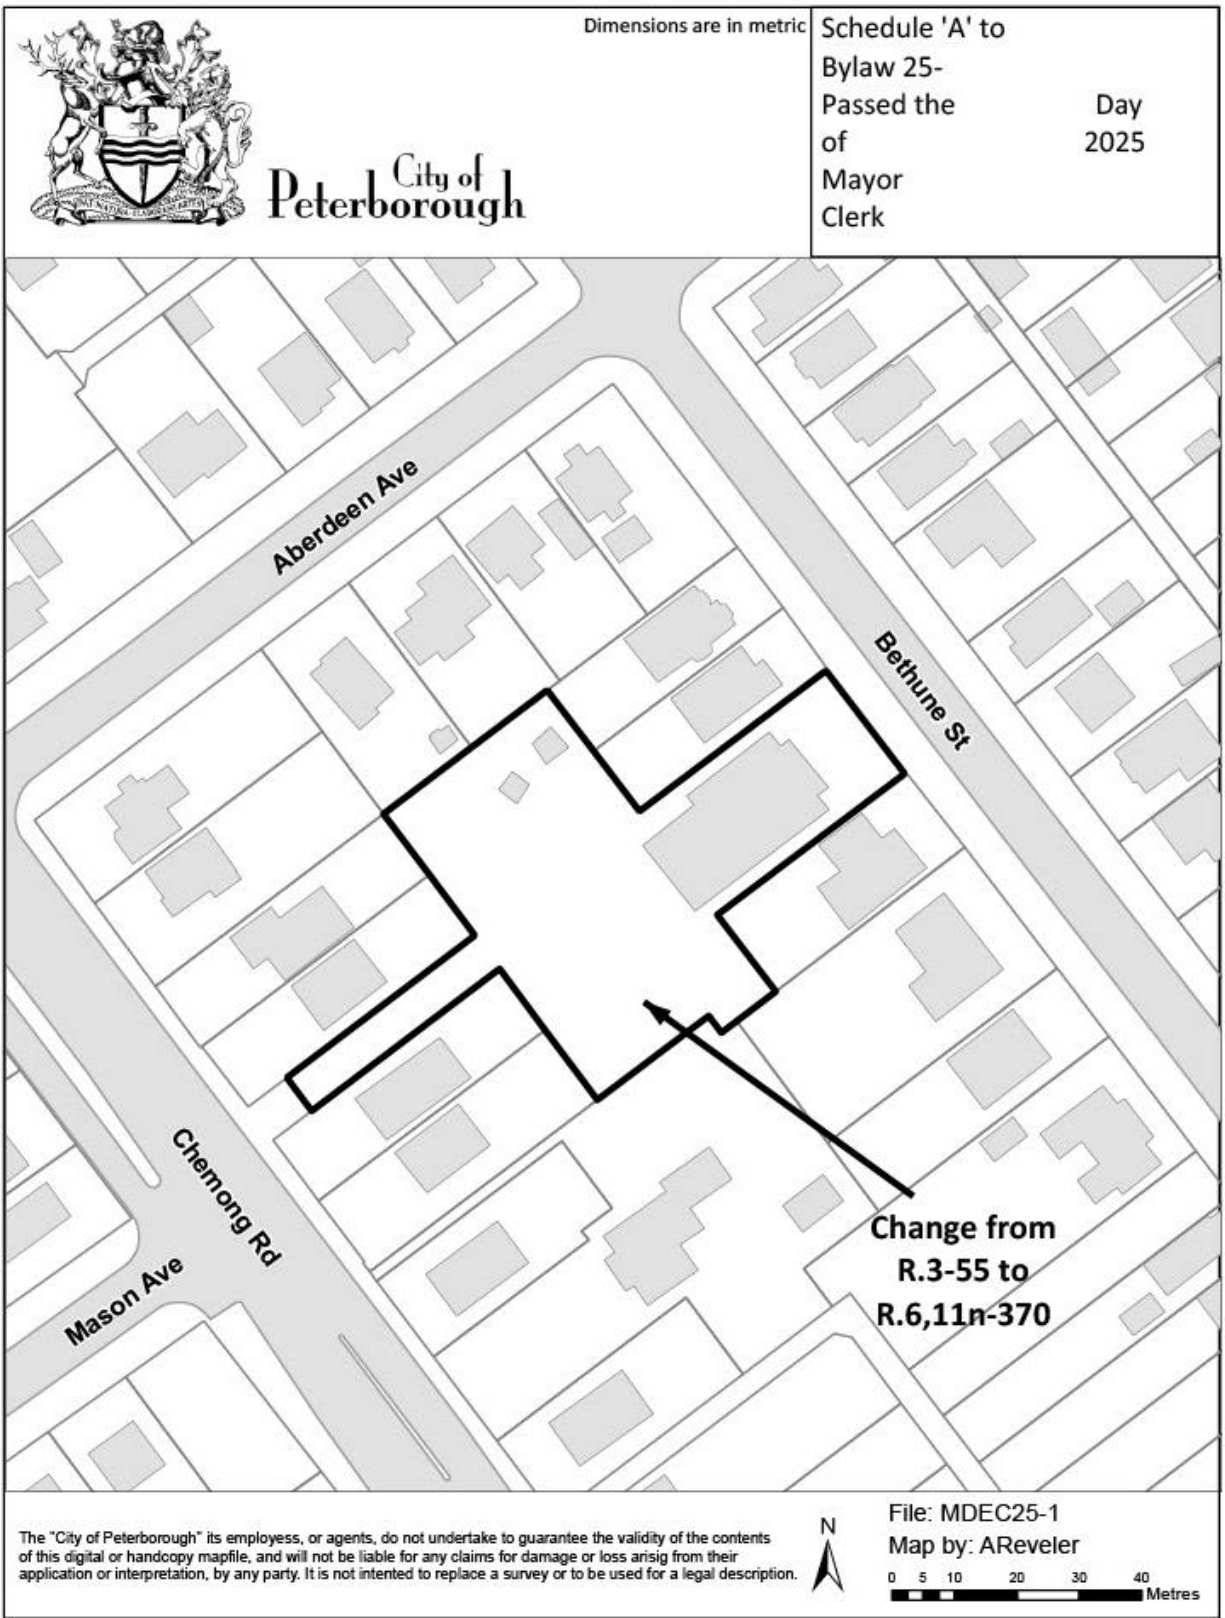 Dimensions are in metric
Schedule 'A' to
Bylaw 25-
Passed the Day
of 2025
Mayor
Clerk
City of
Peterborough
Aberdeen Ave
Bethune St
Chemong Rd
Mason Ave
Change from
R.3-55 to
R.6,11n-370
The "City of Peterborough" its employess, or agents, do not undertake to guarantee the validity of the contents
of this digital or handcopy mapfile, and will not be liable for any claims for damage or loss arisig from their
application or interpretation, by any party. It is not intended to replace a survey or to be used for a legal description.
N
File: MDEC25-1
Map by: AReveler
0 5 10 20 30 40
Metres